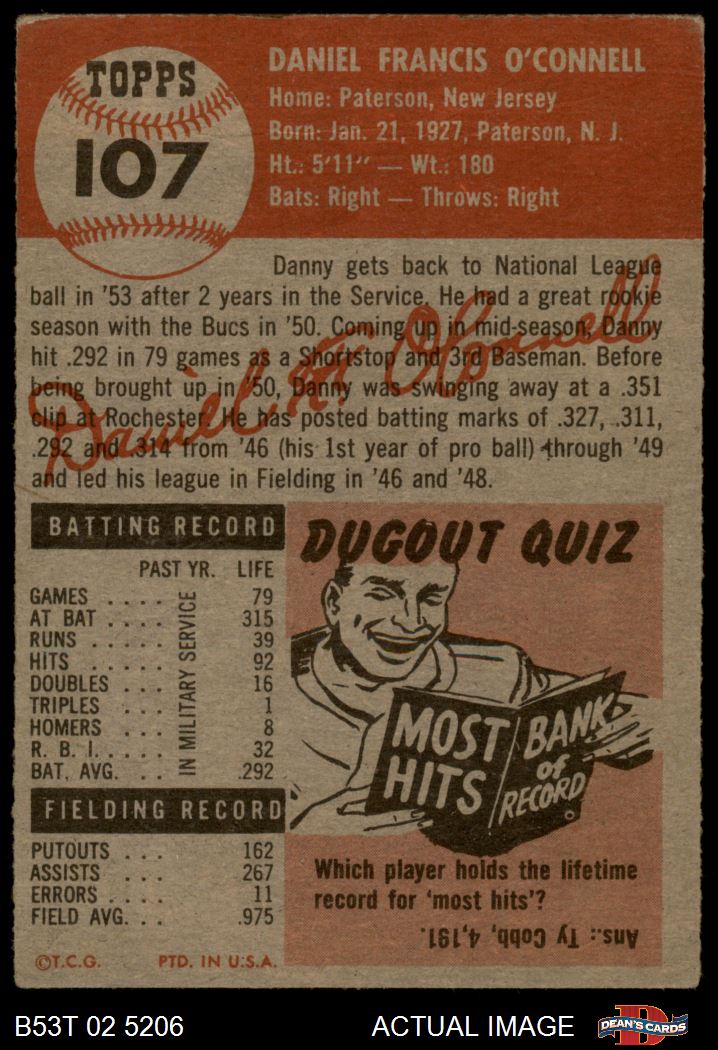 TOPPS
107
DANIEL FRANCIS O'CONNELL
Home: Paterson, New Jersey
Born: Jan. 21, 1927, Paterson, N. J.
Ht.: 5'11" — Wt.: 180
Bats: Right — Throws: Right
Danny gets back to National League
ball in '53 after 2 years in the Service. He had a great rookie
season with the Bucs in '50. Coming up in mid-season, Danny
hit .292 in 79 games as a Shortstop and 3rd Baseman. Before
being brought up in '50, Danny was swinging away at a .351
clip at Rochester. He has posted batting marks of .327, .311,
.292 and .314 from '46 (his 1st year of pro ball) through '49
and led his league in Fielding in '46 and '48.
Daniel F. O'Connell
BATTING RECORD
PAST YR. LIFE
IN MILITARY SERVICE
GAMES .... 79
AT BAT .... 315
RUNS ..... 39
HITS ..... 92
DOUBLES ... 16
TRIPLES ... 1
HOMERS ... 8
R. B. I. .... 32
BAT. AVG. .. .292
FIELDING RECORD
PUTOUTS ... 162
ASSISTS ... 267
ERRORS .... 11
FIELD AVG. .. .975
©T.C.G. PTD. IN U.S.A.
DUGOUT QUIZ
MOST HITS
BANK of RECORD
Which player holds the lifetime
record for 'most hits'?
Ans.: Ty Cobb, 4,191.
B53T 02 5206
ACTUAL IMAGE
D
DEAN'S CARDS